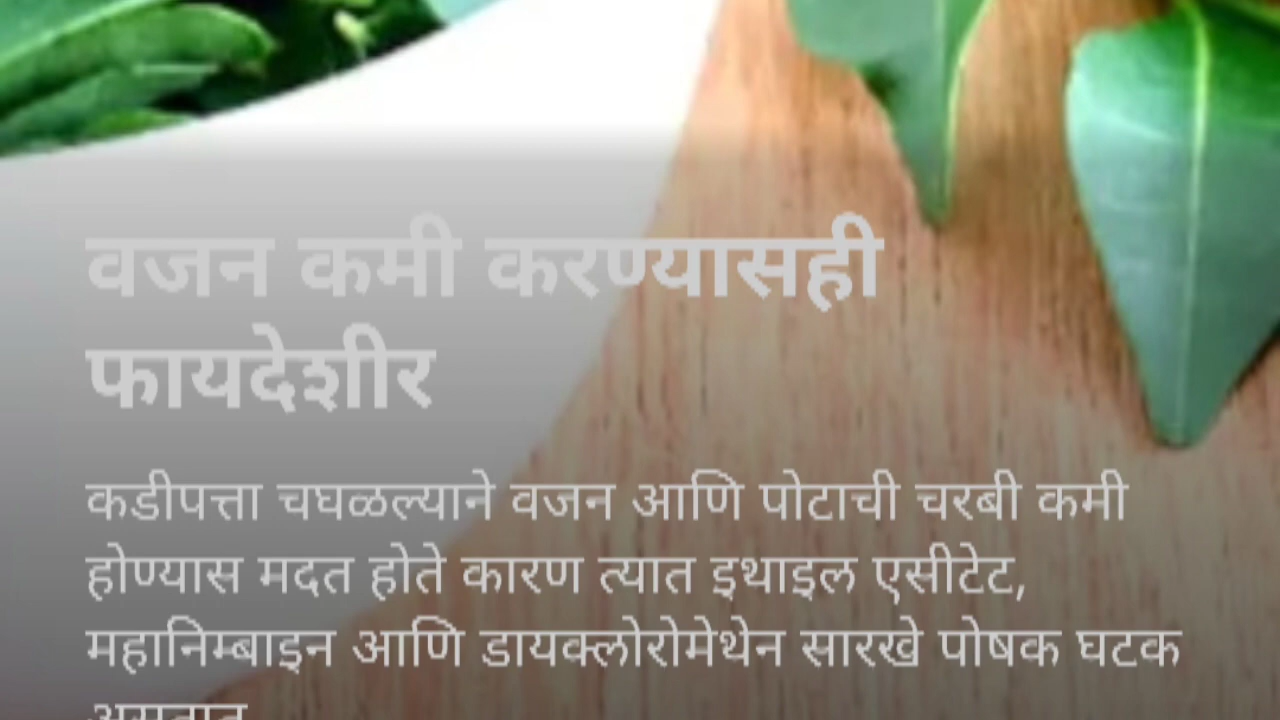 वजन कमी करण्यासही
फायदेशीर
कडीपत्ता चघळल्याने वजन आणि पोटाची चरबी कमी
होण्यास मदत होते कारण त्यात इथाइल एसीटेट,
महानिम्बाइन आणि डायक्लोरोमेथेन सारखे पोषक घटक